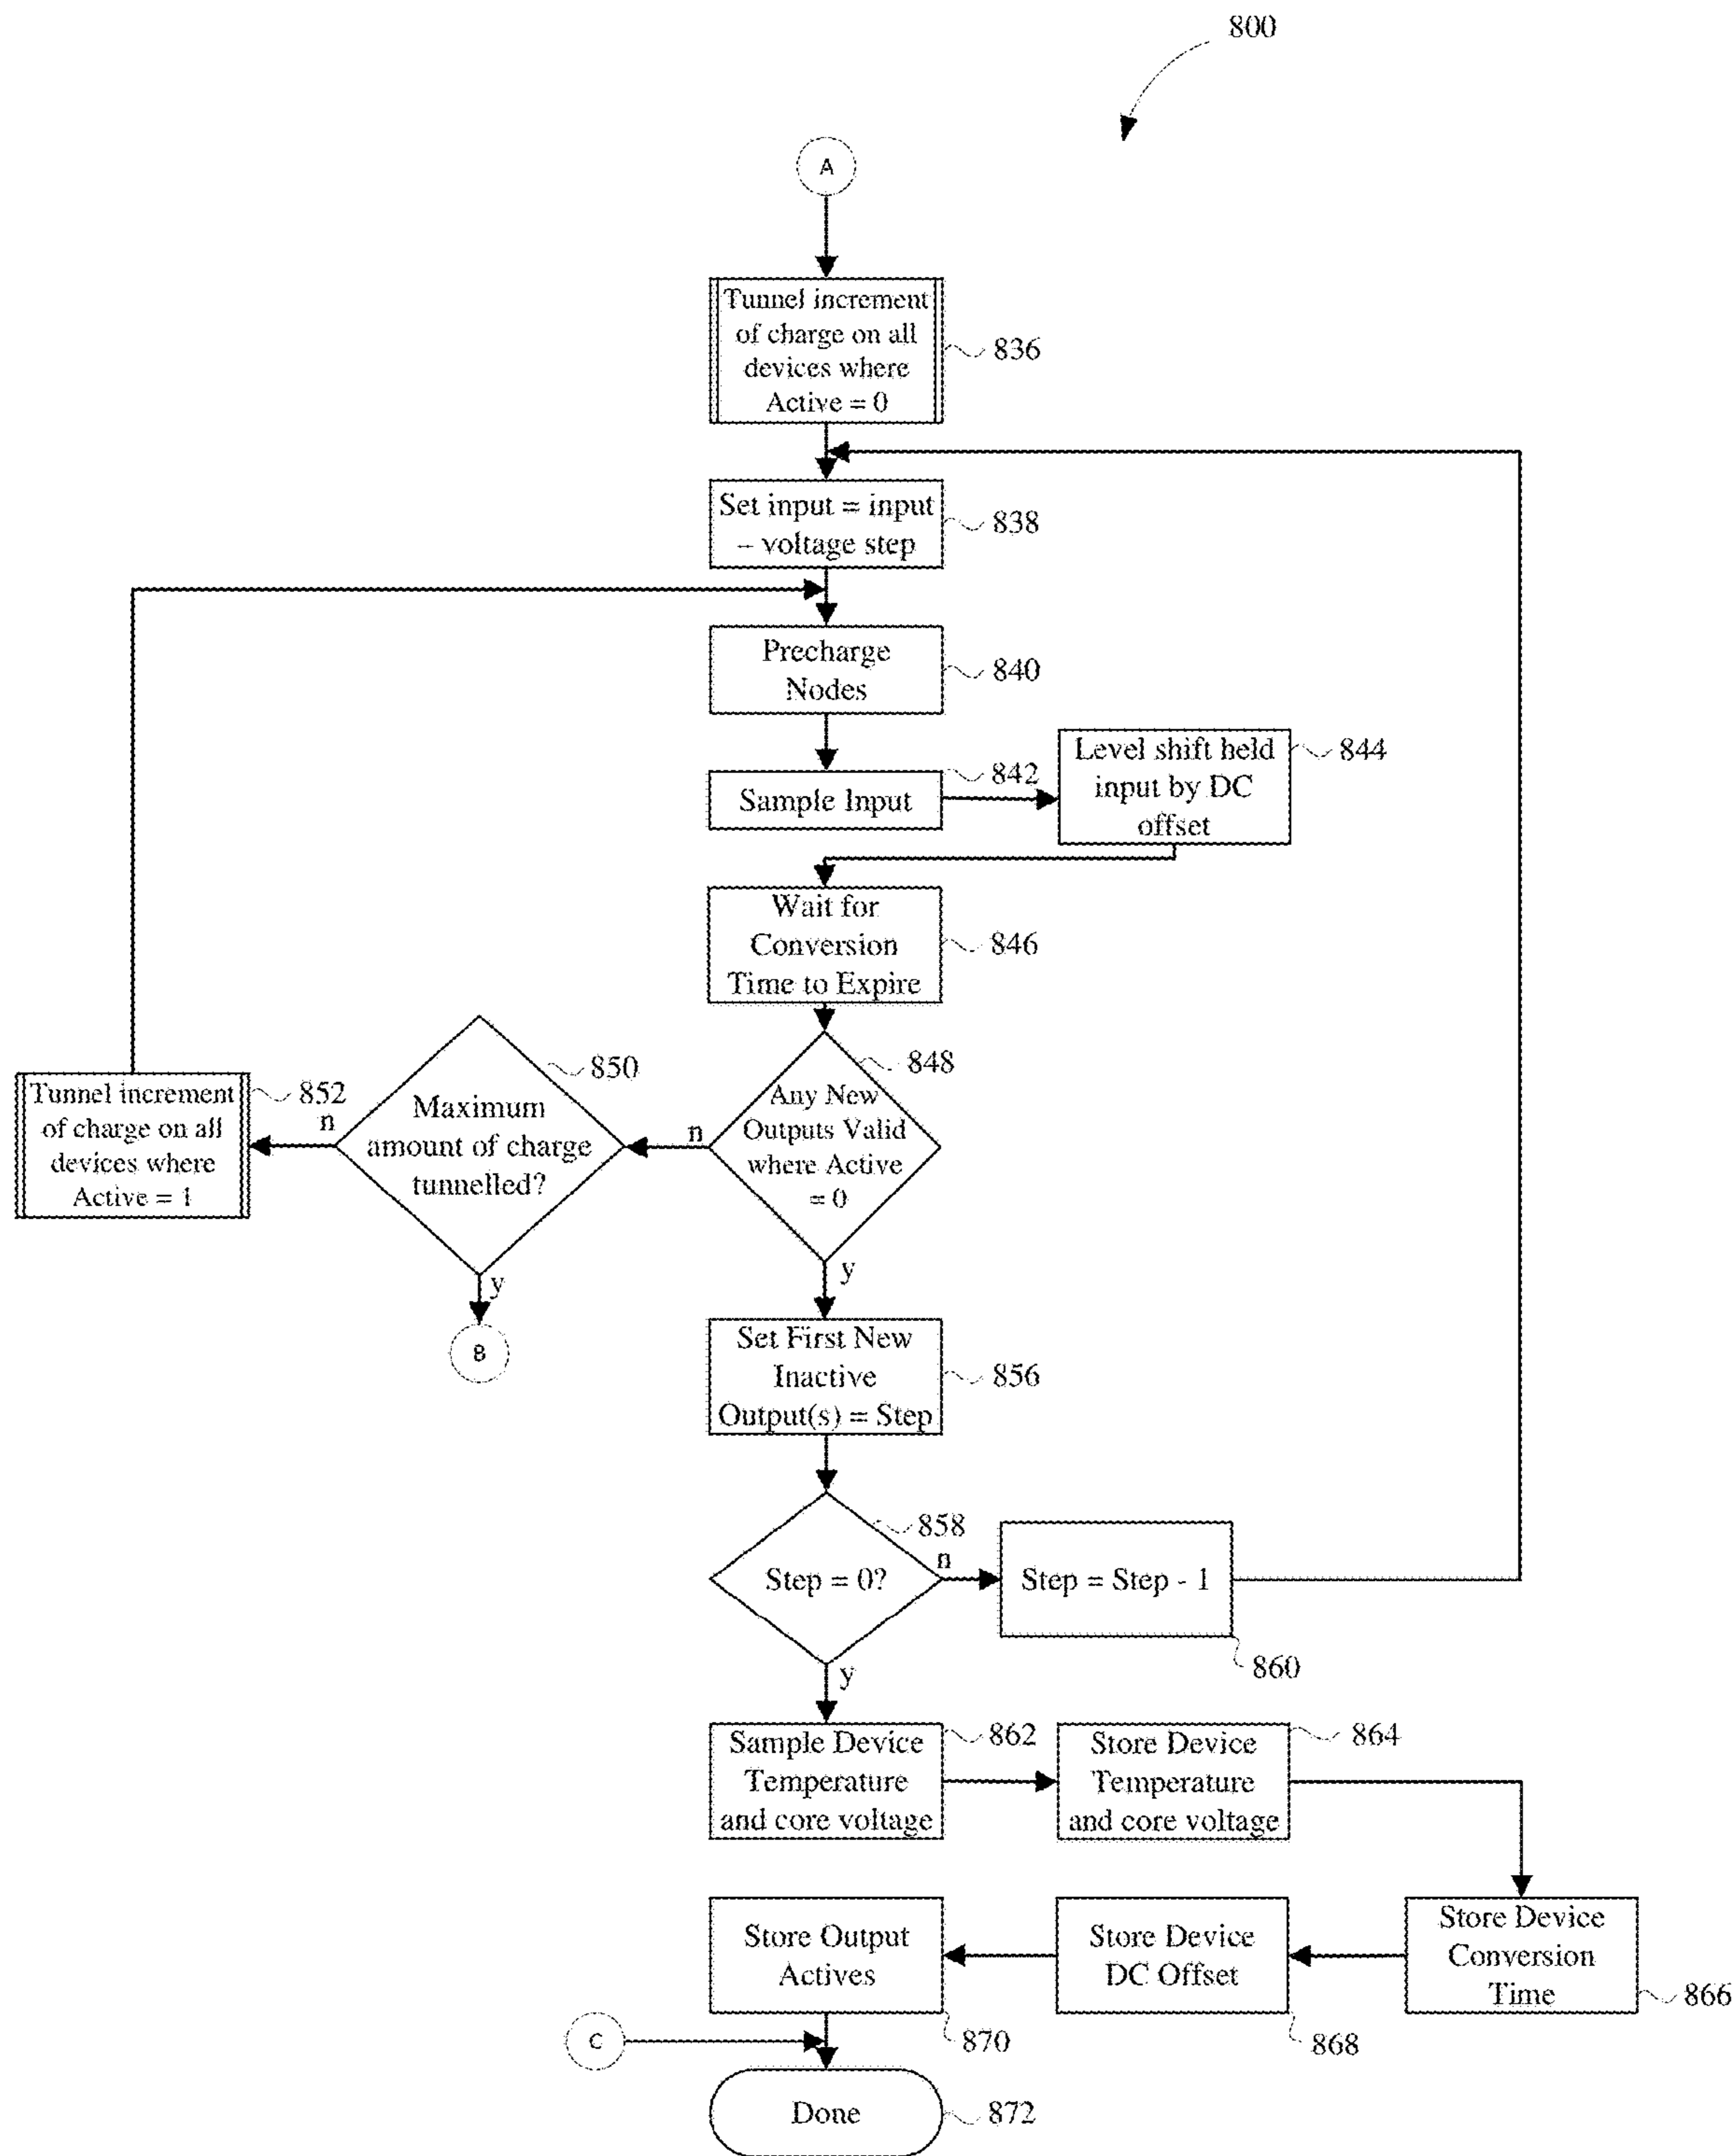 800
A
Tunnel increment
of charge on all
devices where
Active = 0
836
Set input = input
– voltage step
838
Precharge
Nodes
840
Sample Input
842
Level shift held
input by DC
offset
844
Wait for
Conversion
Time to Expire
846
Any New
Outputs Valid
where Active
= 0
848
n
y
Maximum
amount of charge
tunnelled?
850
n
y
Tunnel increment
of charge on all
devices where
Active = 1
852
B
Set First New
Inactive
Output(s) = Step
856
Step = 0?
858
n
y
Step = Step - 1
860
Sample Device
Temperature
and core voltage
862
Store Device
Temperature
and core voltage
864
Store Device
Conversion
Time
866
Store Device
DC Offset
868
Store Output
Actives
870
C
Done
872